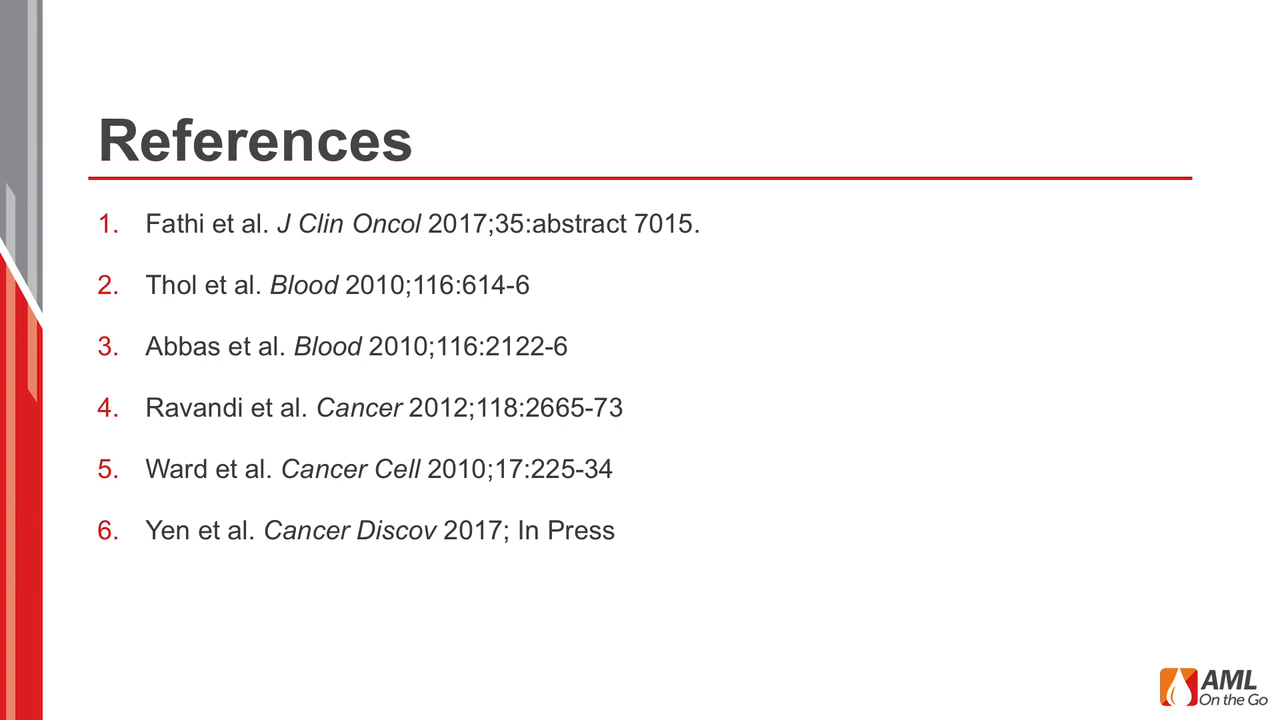 References
1. Fathi et al. J Clin Oncol 2017;35:abstract 7015.
2. Thol et al. Blood 2010;116:614-6
3. Abbas et al. Blood 2010;116:2122-6
4. Ravandi et al. Cancer 2012;118:2665-73
5. Ward et al. Cancer Cell 2010;17:225-34
6. Yen et al. Cancer Discov 2017; In Press
AML
On the Go